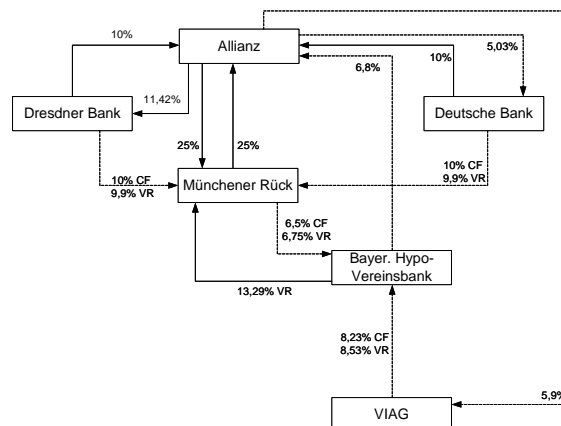 10%
Allianz
5,03%
6,8%
10%
11,42%
Dresdner Bank
Deutsche Bank
25%
25%
10% CF
9,9% VR
10% CF
9,9% VR
Münchener Rück
6,5% CF
6,75% VR
Bayer. Hypo-
Vereinsbank
13,29% VR
8,23% CF
8,53% VR
5,9%
VIAG